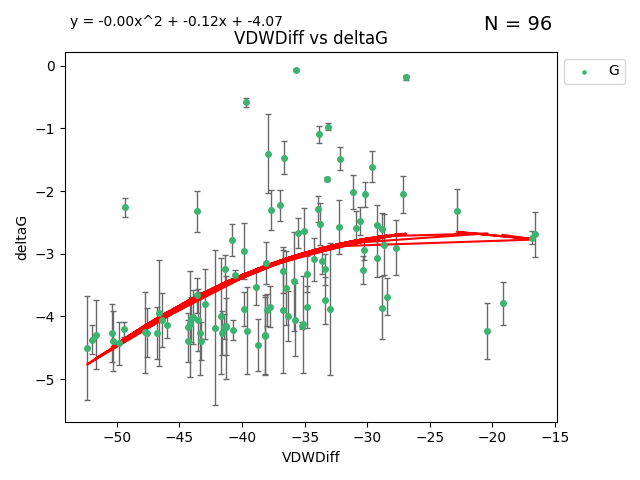 y = -0.00x^2 + -0.12x + -4.07
N = 96
VDWDiff vs deltaG
G
deltaG
0
−1
−2
−3
−4
−5
−50 −45 −40 −35 −30 −25 −20 −15
VDWDiff